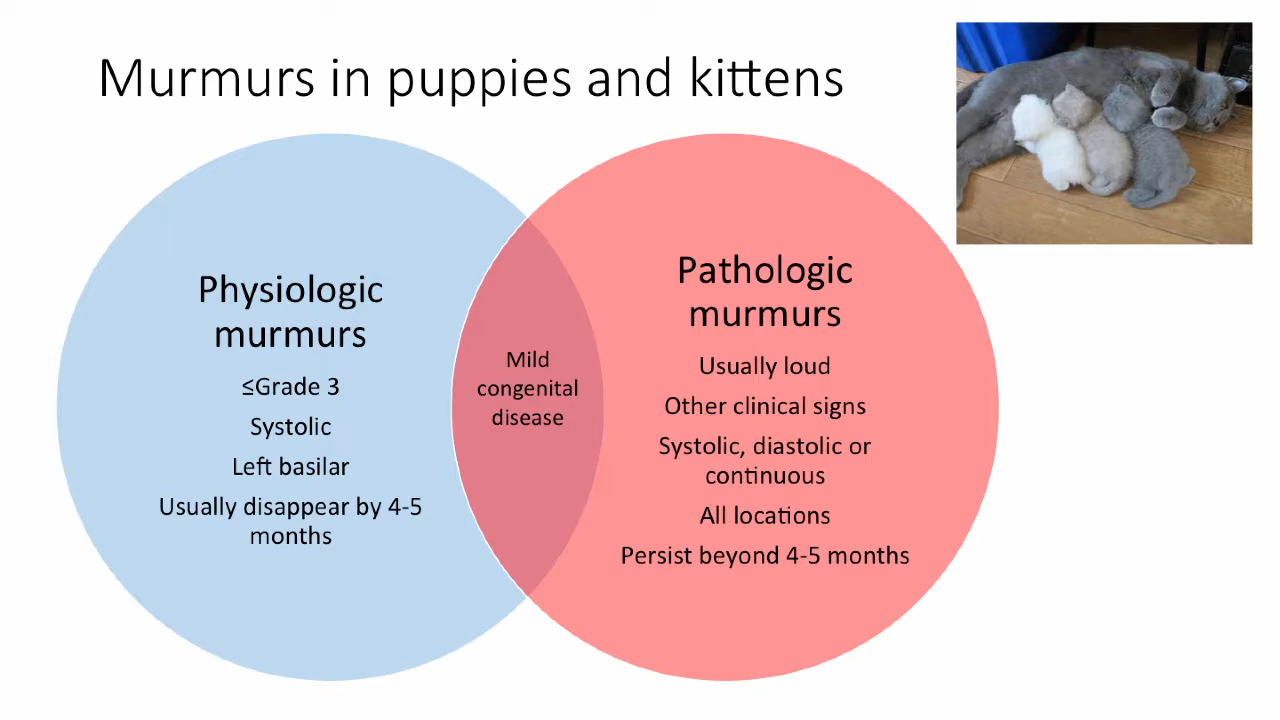 Murmurs in puppies and kittens
Physiologic
murmurs
≤Grade 3
Systolic
Left basilar
Usually disappear by 4-5
months
Mild
congenital
disease
Pathologic
murmurs
Usually loud
Other clinical signs
Systolic, diastolic or
continuous
All locations
Persist beyond 4-5 months